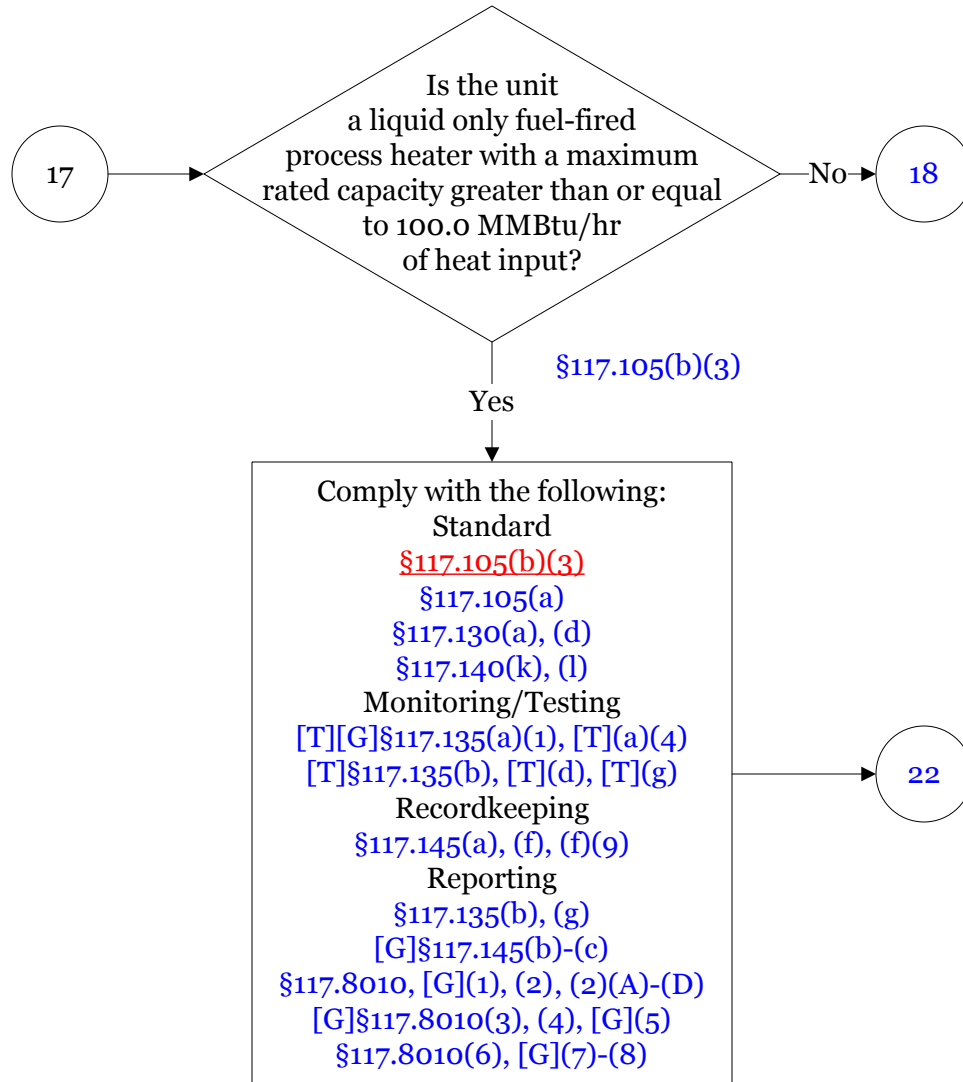 17
Is the unit
a liquid only fuel-fired
process heater with a maximum
rated capacity greater than or equal
to 100.0 MMBtu/hr
of heat input?
No
18
§117.105(b)(3)
Yes
Comply with the following:
Standard
§117.105(b)(3)
§117.105(a)
§117.130(a), (d)
§117.140(k), (l)
Monitoring/Testing
[T][G]§117.135(a)(1), [T](a)(4)
[T]§117.135(b), [T](d), [T](g)
Recordkeeping
§117.145(a), (f), (f)(9)
Reporting
§117.135(b), (g)
[G]§117.145(b)-(c)
§117.8010, [G](1), (2), (2)(A)-(D)
[G]§117.8010(3), (4), [G](5)
§117.8010(6), [G](7)-(8)
22